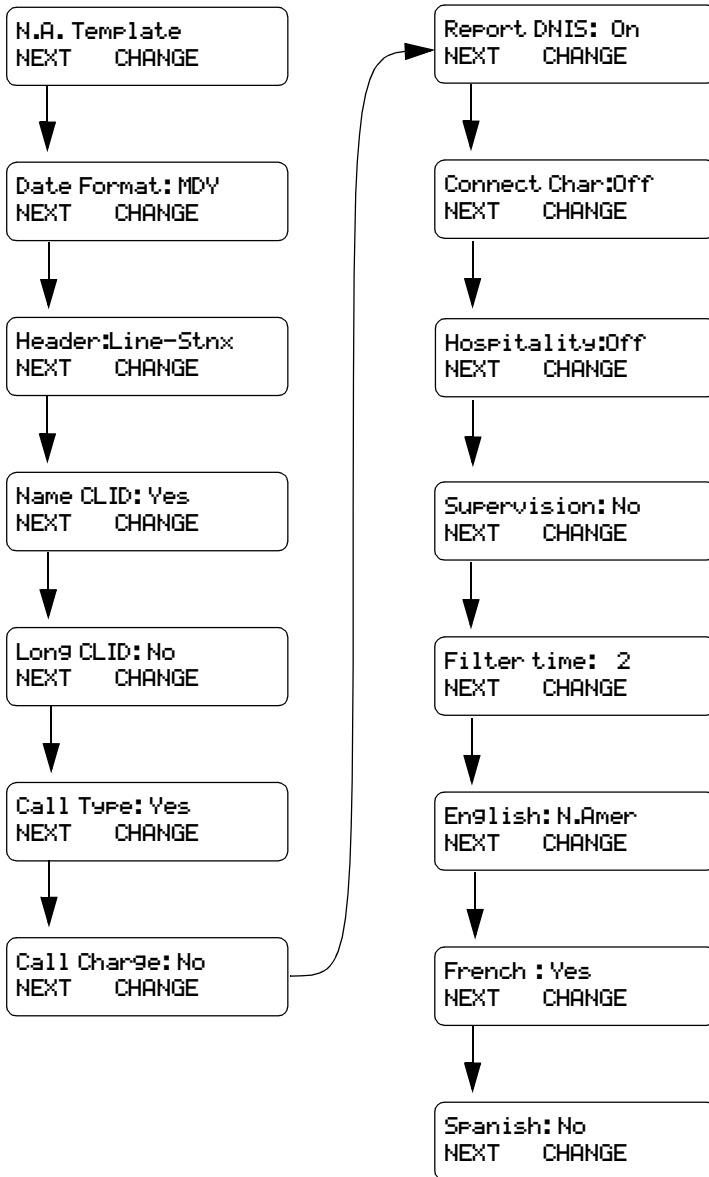 N.A. Template
NEXT CHANGE
Date Format: MDY
NEXT CHANGE
Header:Line-Stnx
NEXT CHANGE
Name CLID: Yes
NEXT CHANGE
Long CLID: No
NEXT CHANGE
Call Type: Yes
NEXT CHANGE
Call Charge: No
NEXT CHANGE
Report DNIS: On
NEXT CHANGE
Connect Char:Off
NEXT CHANGE
Hospitality:Off
NEXT CHANGE
Supervision: No
NEXT CHANGE
Filter time: 2
NEXT CHANGE
English: N.Amer
NEXT CHANGE
French : Yes
NEXT CHANGE
Spanish: No
NEXT CHANGE